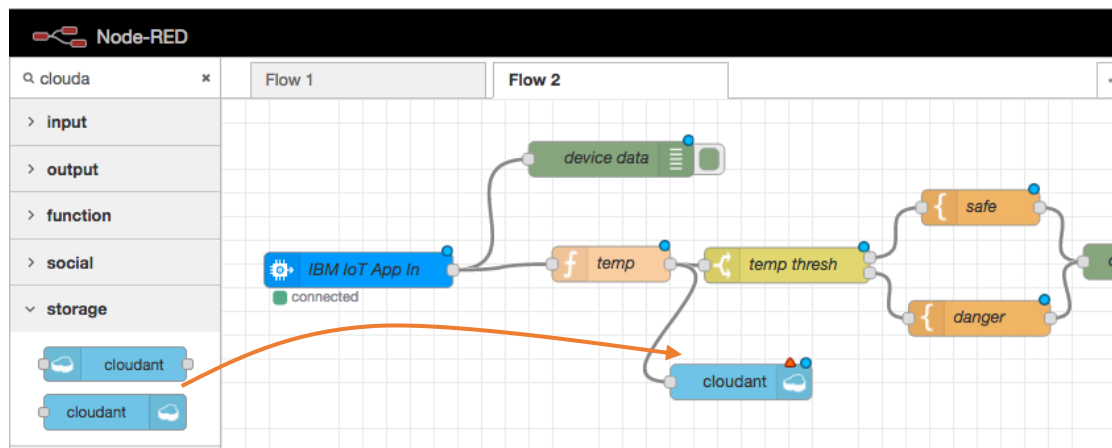 Node-RED
clouda
Flow 1
Flow 2
input
output
function
social
storage
cloudant
cloudant
device data
IBM IoT App In
connected
temp
temp thresh
safe
danger
cloudant